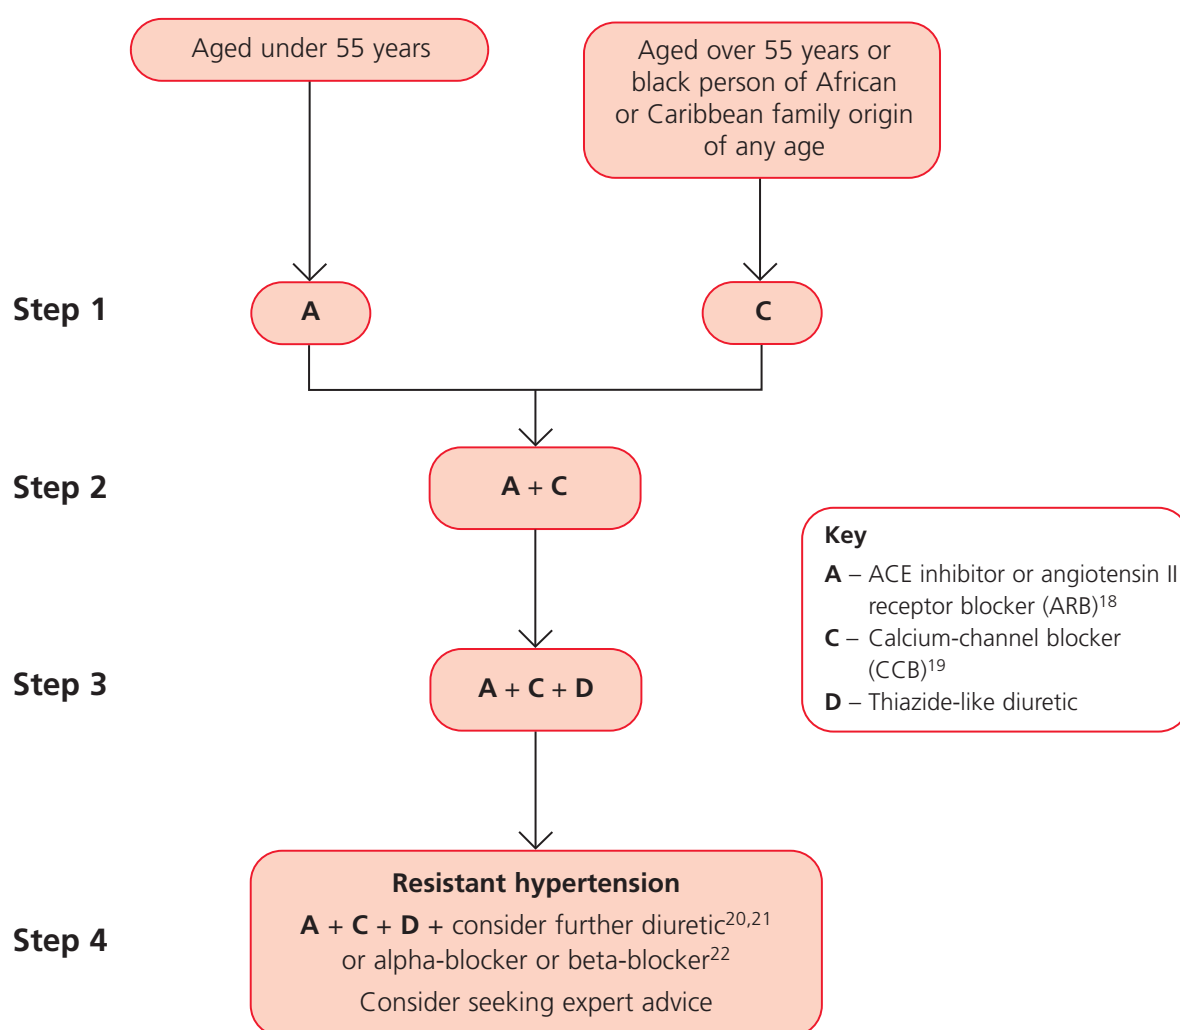 Aged under 55 years
Aged over 55 years or
black person of African
or Caribbean family origin
of any age
Step 1
A
C
Step 2
A + C
Key
A – ACE inhibitor or angiotensin II
receptor blocker (ARB)18
C – Calcium-channel blocker
(CCB)19
D – Thiazide-like diuretic
Step 3
A + C + D
Step 4
Resistant hypertension
A + C + D + consider further diuretic20,21
or alpha-blocker or beta-blocker22
Consider seeking expert advice